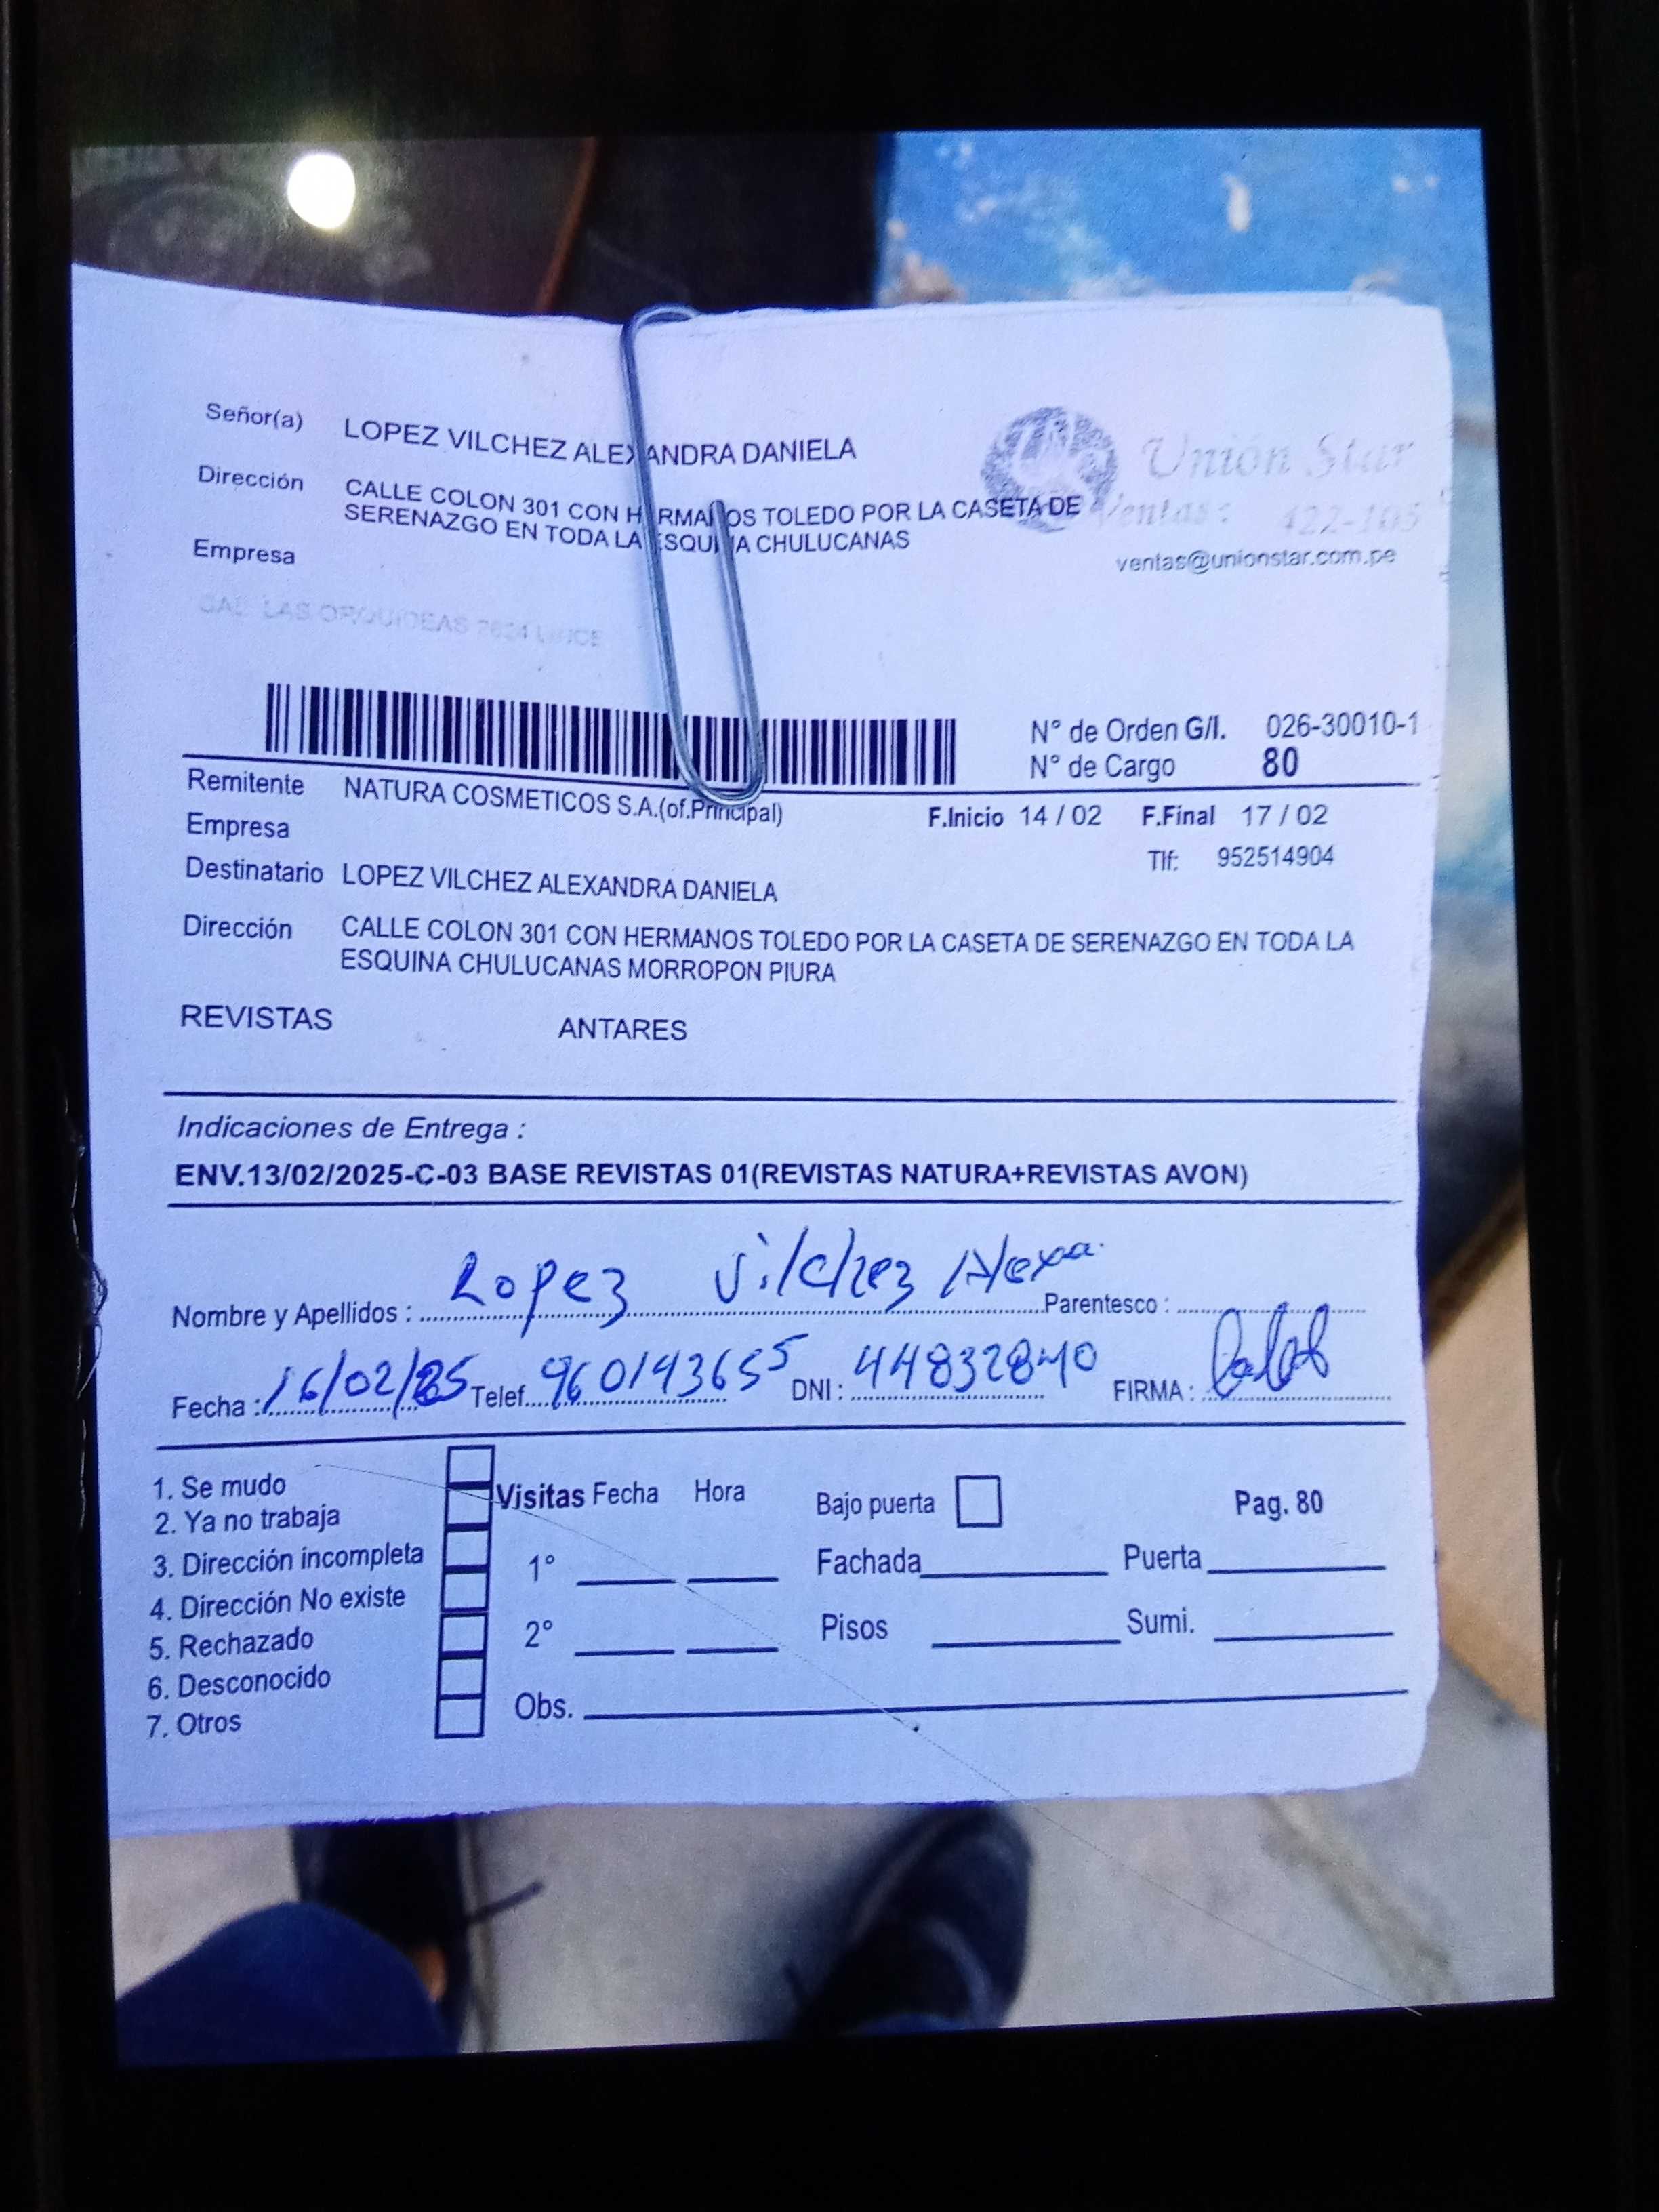 Señor(a) LOPEZ VILCHEZ ALEXANDRA DANIELA
Unión Star
Dirección CALLE COLON 301 CON HERMANOS TOLEDO POR LA CASETA DE
SERENAZGO EN TODA LA ESQUINA CHULUCANAS
Ventas: 422-105
ventas@unionstar.com.pe
Empresa
CAL. LAS ORQUIDEAS LINCE
N° de Orden G/I. 026-30010-1
N° de Cargo 80
Remitente NATURA COSMETICOS S.A.(of.Principal)
F.Inicio 14 / 02 F.Final 17 / 02
Empresa
Tlf: 952514904
Destinatario LOPEZ VILCHEZ ALEXANDRA DANIELA
Dirección CALLE COLON 301 CON HERMANOS TOLEDO POR LA CASETA DE SERENAZGO EN TODA LA
ESQUINA CHULUCANAS MORROPON PIURA
REVISTAS ANTARES
Indicaciones de Entrega :
ENV.13/02/2025-C-03 BASE REVISTAS 01(REVISTAS NATURA+REVISTAS AVON)
Nombre y Apellidos : Lopez Vilchez Alexa. Parentesco :
Fecha : 16/02/25 Telef. 960143655 DNI : 44832840 FIRMA :
1. Se mudo
2. Ya no trabaja
3. Dirección incompleta
4. Dirección No existe
5. Rechazado
6. Desconocido
7. Otros
Visitas Fecha Hora Bajo puerta Pag. 80
1° Fachada Puerta
2° Pisos Sumi.
Obs.